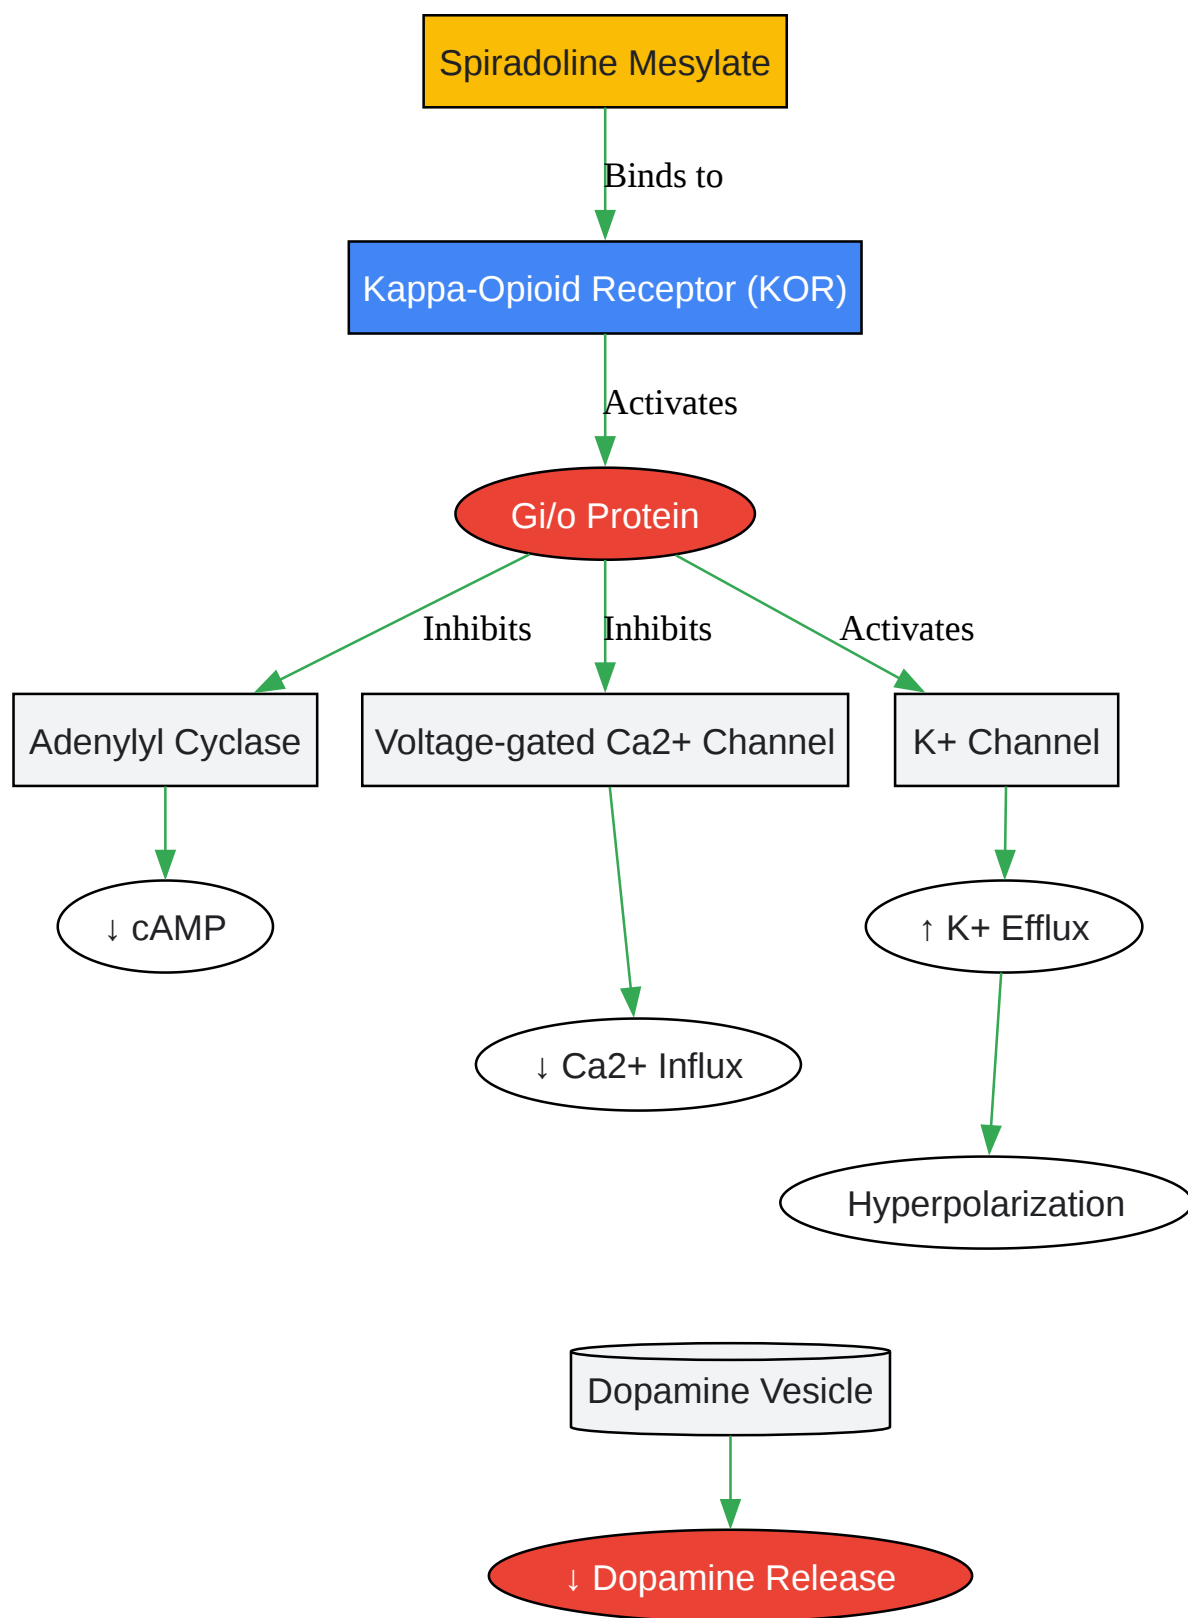 Spiradoline Mesylate
Binds to
Kappa-Opioid Receptor (KOR)
Activates
Gi/o Protein
Inhibits
Inhibits
Activates
Adenylyl Cyclase
Voltage-gated Ca2+ Channel
K+ Channel
↓ cAMP
↑ K+ Efflux
↓ Ca2+ Influx
Hyperpolarization
Dopamine Vesicle
↓ Dopamine Release